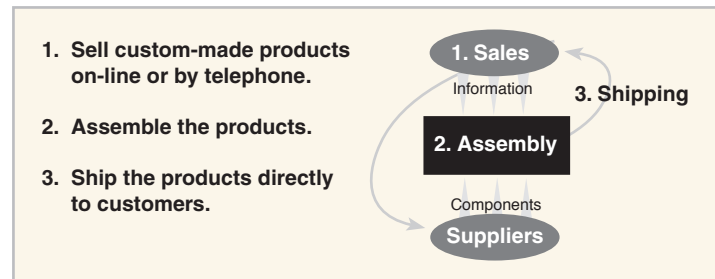 1. Sell custom-made products
on-line or by telephone.
2. Assemble the products.
3. Ship the products directly
to customers.
1. Sales
Information
3. Shipping
2. Assembly
Components
Suppliers